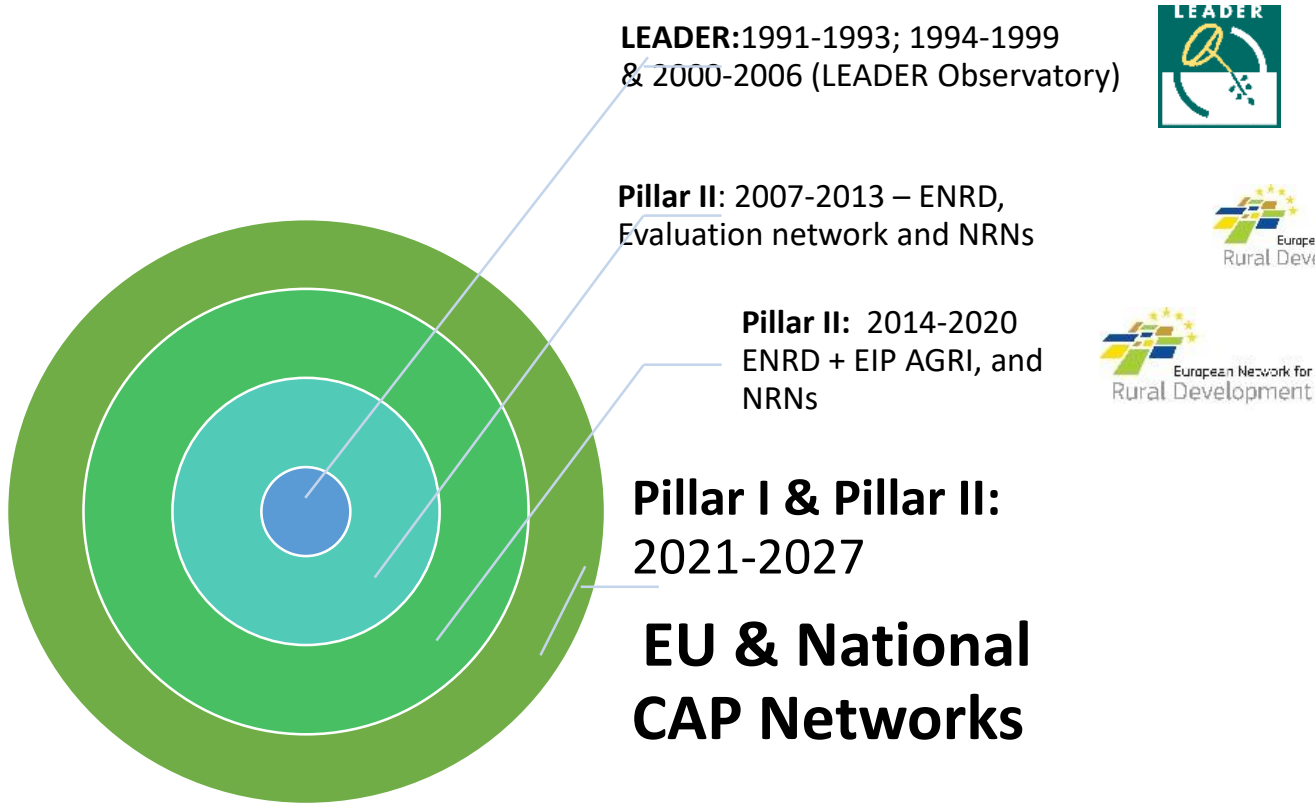 LEADER:1991-1993; 1994-1999
& 2000-2006 (LEADER Observatory)
LEADER
Pillar II: 2007-2013 – ENRD,
Evaluation network and NRNs
Rural
Pillar II: 2014-2020
ENRD + EIP AGRI, and
NRNs
European Network for
Rural Development
Pillar I & Pillar II:
2021-2027
EU & National
CAP Networks